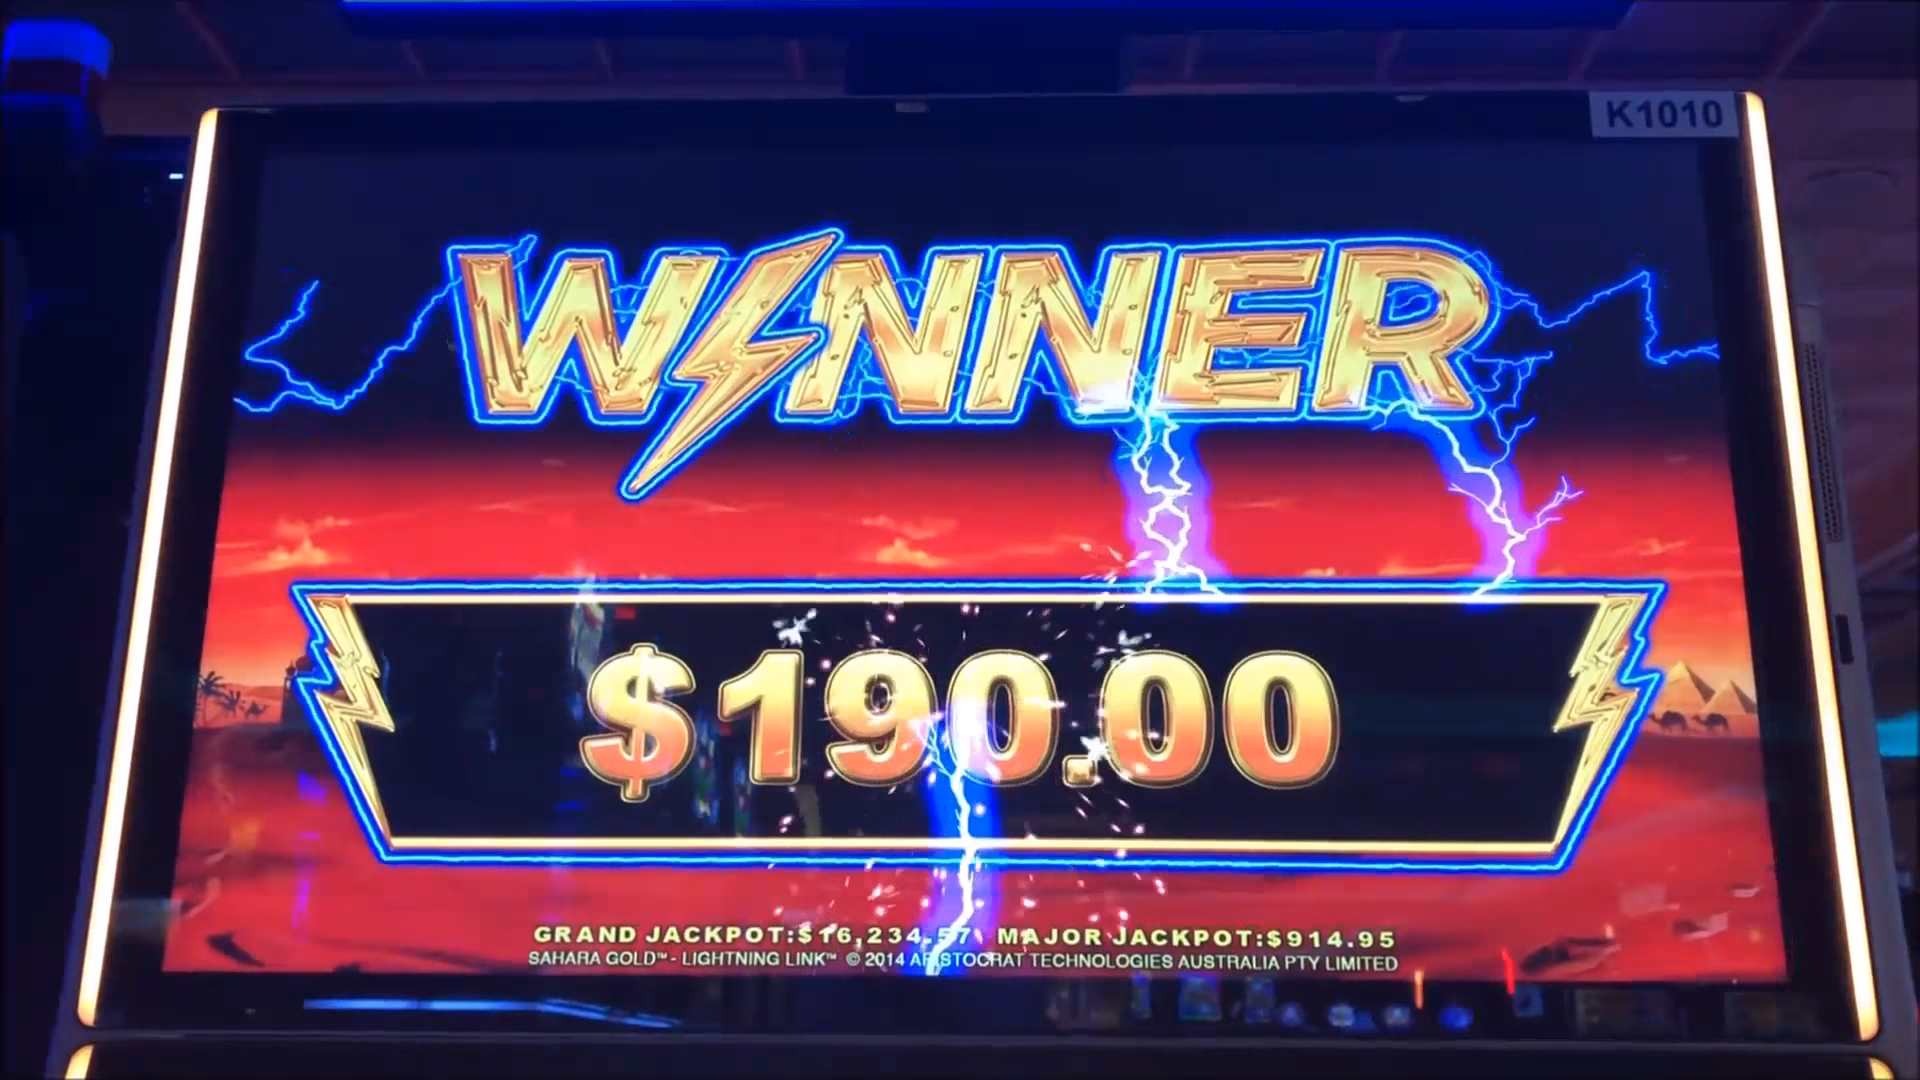 K1010
WINNER
$190.00
GRAND JACKPOT:$16,234.57 MAJOR JACKPOT:$914.95
SAHARA GOLD™ - LIGHTNING LINK™ © 2014 ARISTOCRAT TECHNOLOGIES AUSTRALIA PTY LIMITED